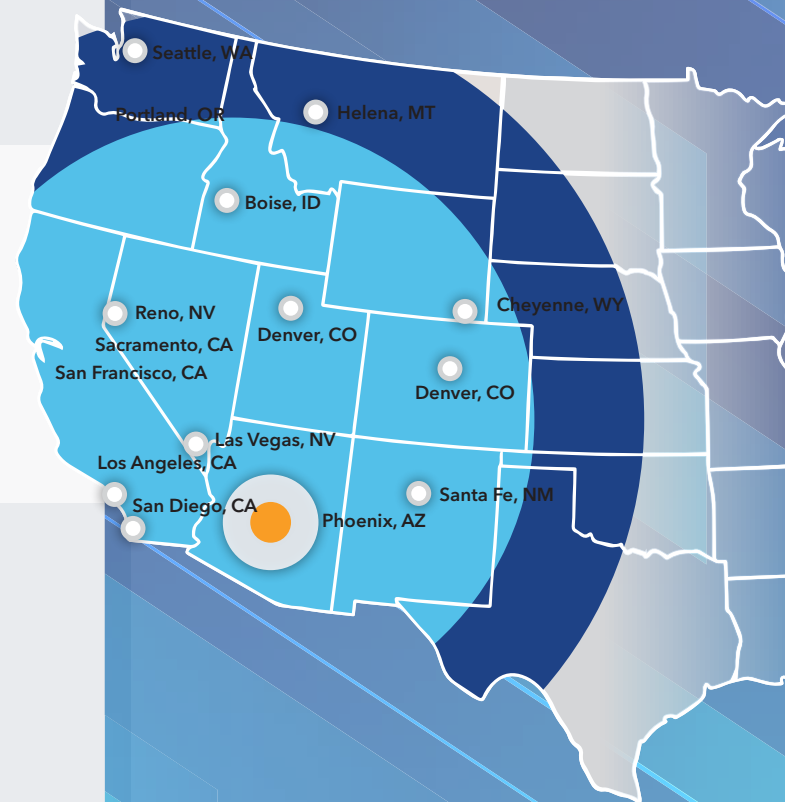 Seattle, WA
Portland, OR
Helena, MT
Boise, ID
Reno, NV
Cheyenne, WY
Denver, CO
Sacramento, CA
San Francisco, CA
Denver, CO
Las Vegas, NV
Los Angeles, CA
Santa Fe, NM
San Diego, CA
Phoenix, AZ